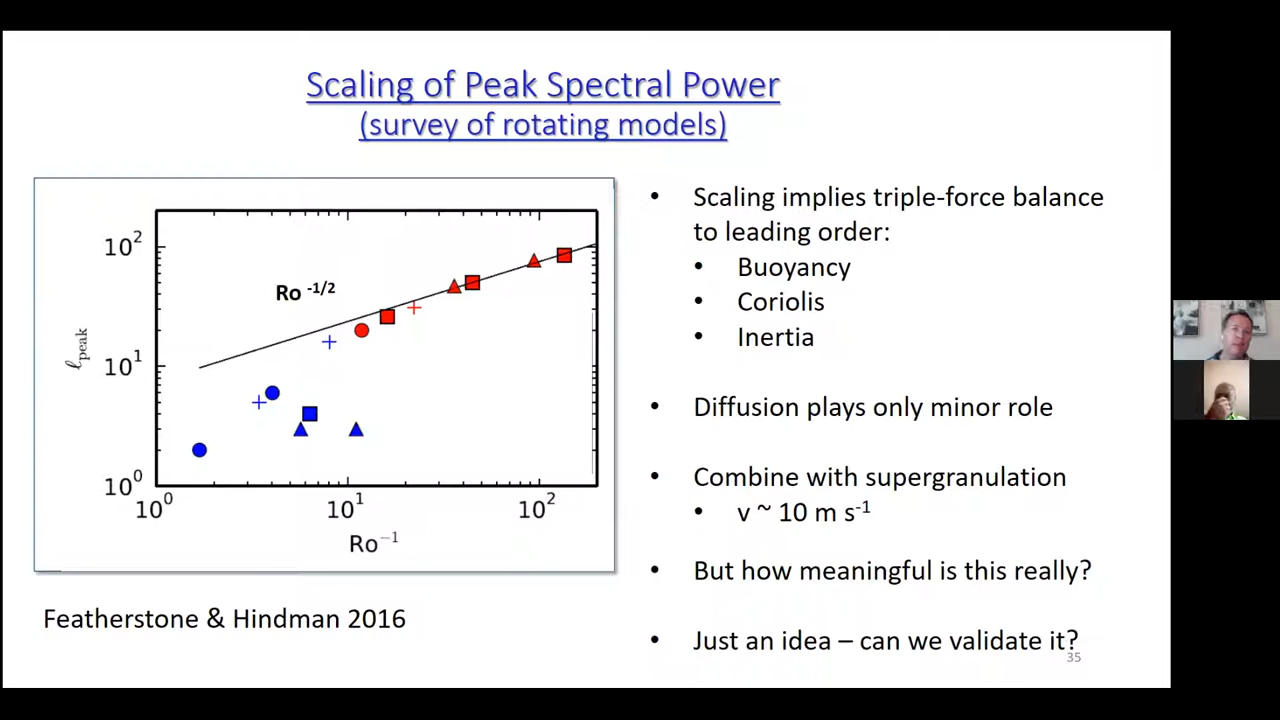 Scaling of Peak Spectral Power
(survey of rotating models)
10²
10¹
10⁰
ℓpeak
Ro -1/2
10⁰ 10¹ 10²
Ro⁻¹
Featherstone & Hindman 2016
• Scaling implies triple-force balance
to leading order:
• Buoyancy
• Coriolis
• Inertia
• Diffusion plays only minor role
• Combine with supergranulation
• v ~ 10 m s-1
• But how meaningful is this really?
• Just an idea – can we validate it?
35